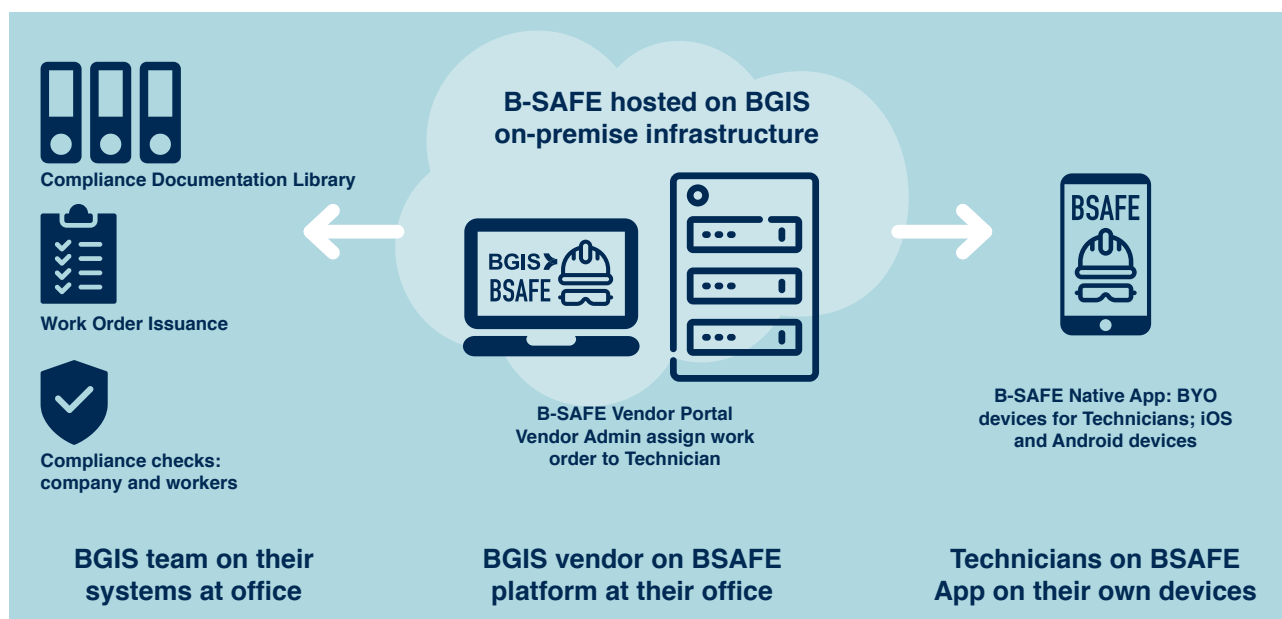 Compliance Documentation Library
Work Order Issuance
Compliance checks:
company and workers
BGIS team on their
systems at office
B-SAFE hosted on BGIS
on-premise infrastructure
BGIS
BSAFE
B-SAFE Vendor Portal
Vendor Admin assign work
order to Technician
BGIS vendor on BSAFE
platform at their office
BSAFE
B-SAFE Native App: BYO
devices for Technicians; iOS
and Android devices
Technicians on BSAFE
App on their own devices